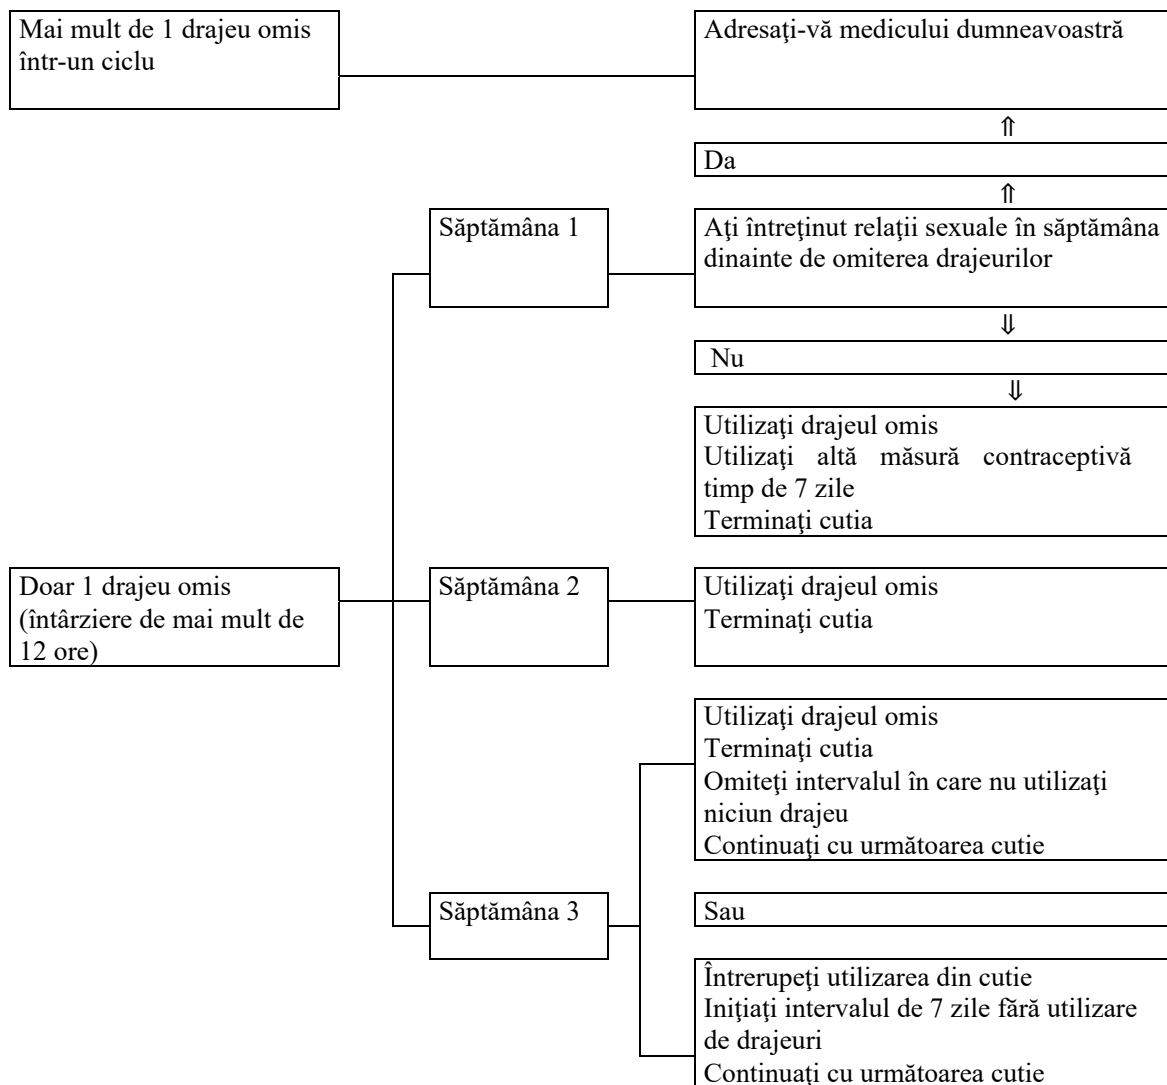 Mai mult de 1 drajeu omis
într-un ciclu
Adresaţi-vă medicului dumneavoastră
⇑
Da
⇑
Săptămâna 1
Aţi întreţinut relaţii sexuale în săptămâna
dinainte de omiterea drajeurilor
⇓
Nu
⇓
Utilizaţi drajeul omis
Utilizaţi altă măsură contraceptivă
timp de 7 zile
Terminaţi cutia
Doar 1 drajeu omis
(întârziere de mai mult de
12 ore)
Săptămâna 2
Utilizaţi drajeul omis
Terminaţi cutia
Utilizaţi drajeul omis
Terminaţi cutia
Omiteţi intervalul în care nu utilizaţi
niciun drajeu
Continuaţi cu următoarea cutie
Săptămâna 3
Sau
Întrerupeţi utilizarea din cutie
Iniţiaţi intervalul de 7 zile fără utilizare
de drajeuri
Continuaţi cu următoarea cutie